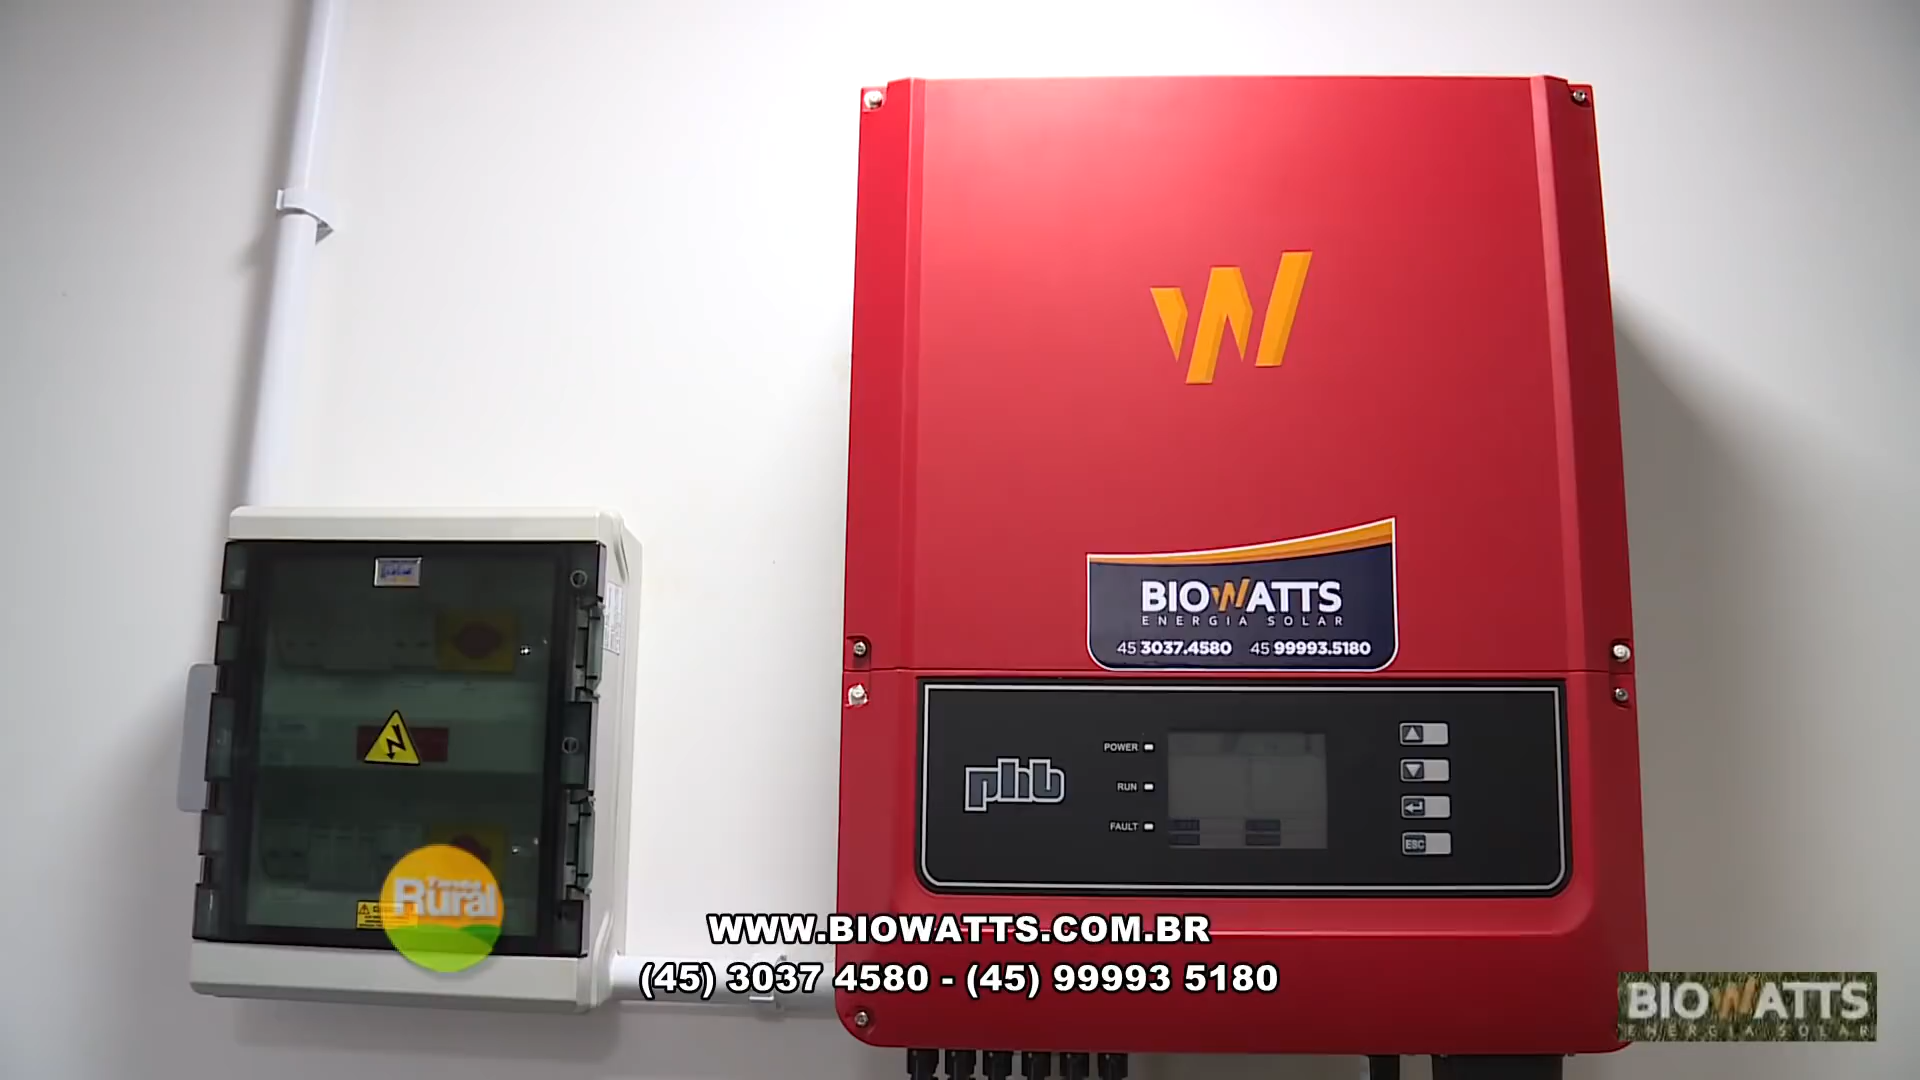 BIOWATTS
ENERGIA SOLAR
45 3037.4580 45 99993.5180
phb
POWER
RUN
FAULT
ESC
Rural
WWW.BIOWATTS.COM.BR
(45) 3037 4580 - (45) 99993 5180
BIOWATTS
ENERGIA SOLAR